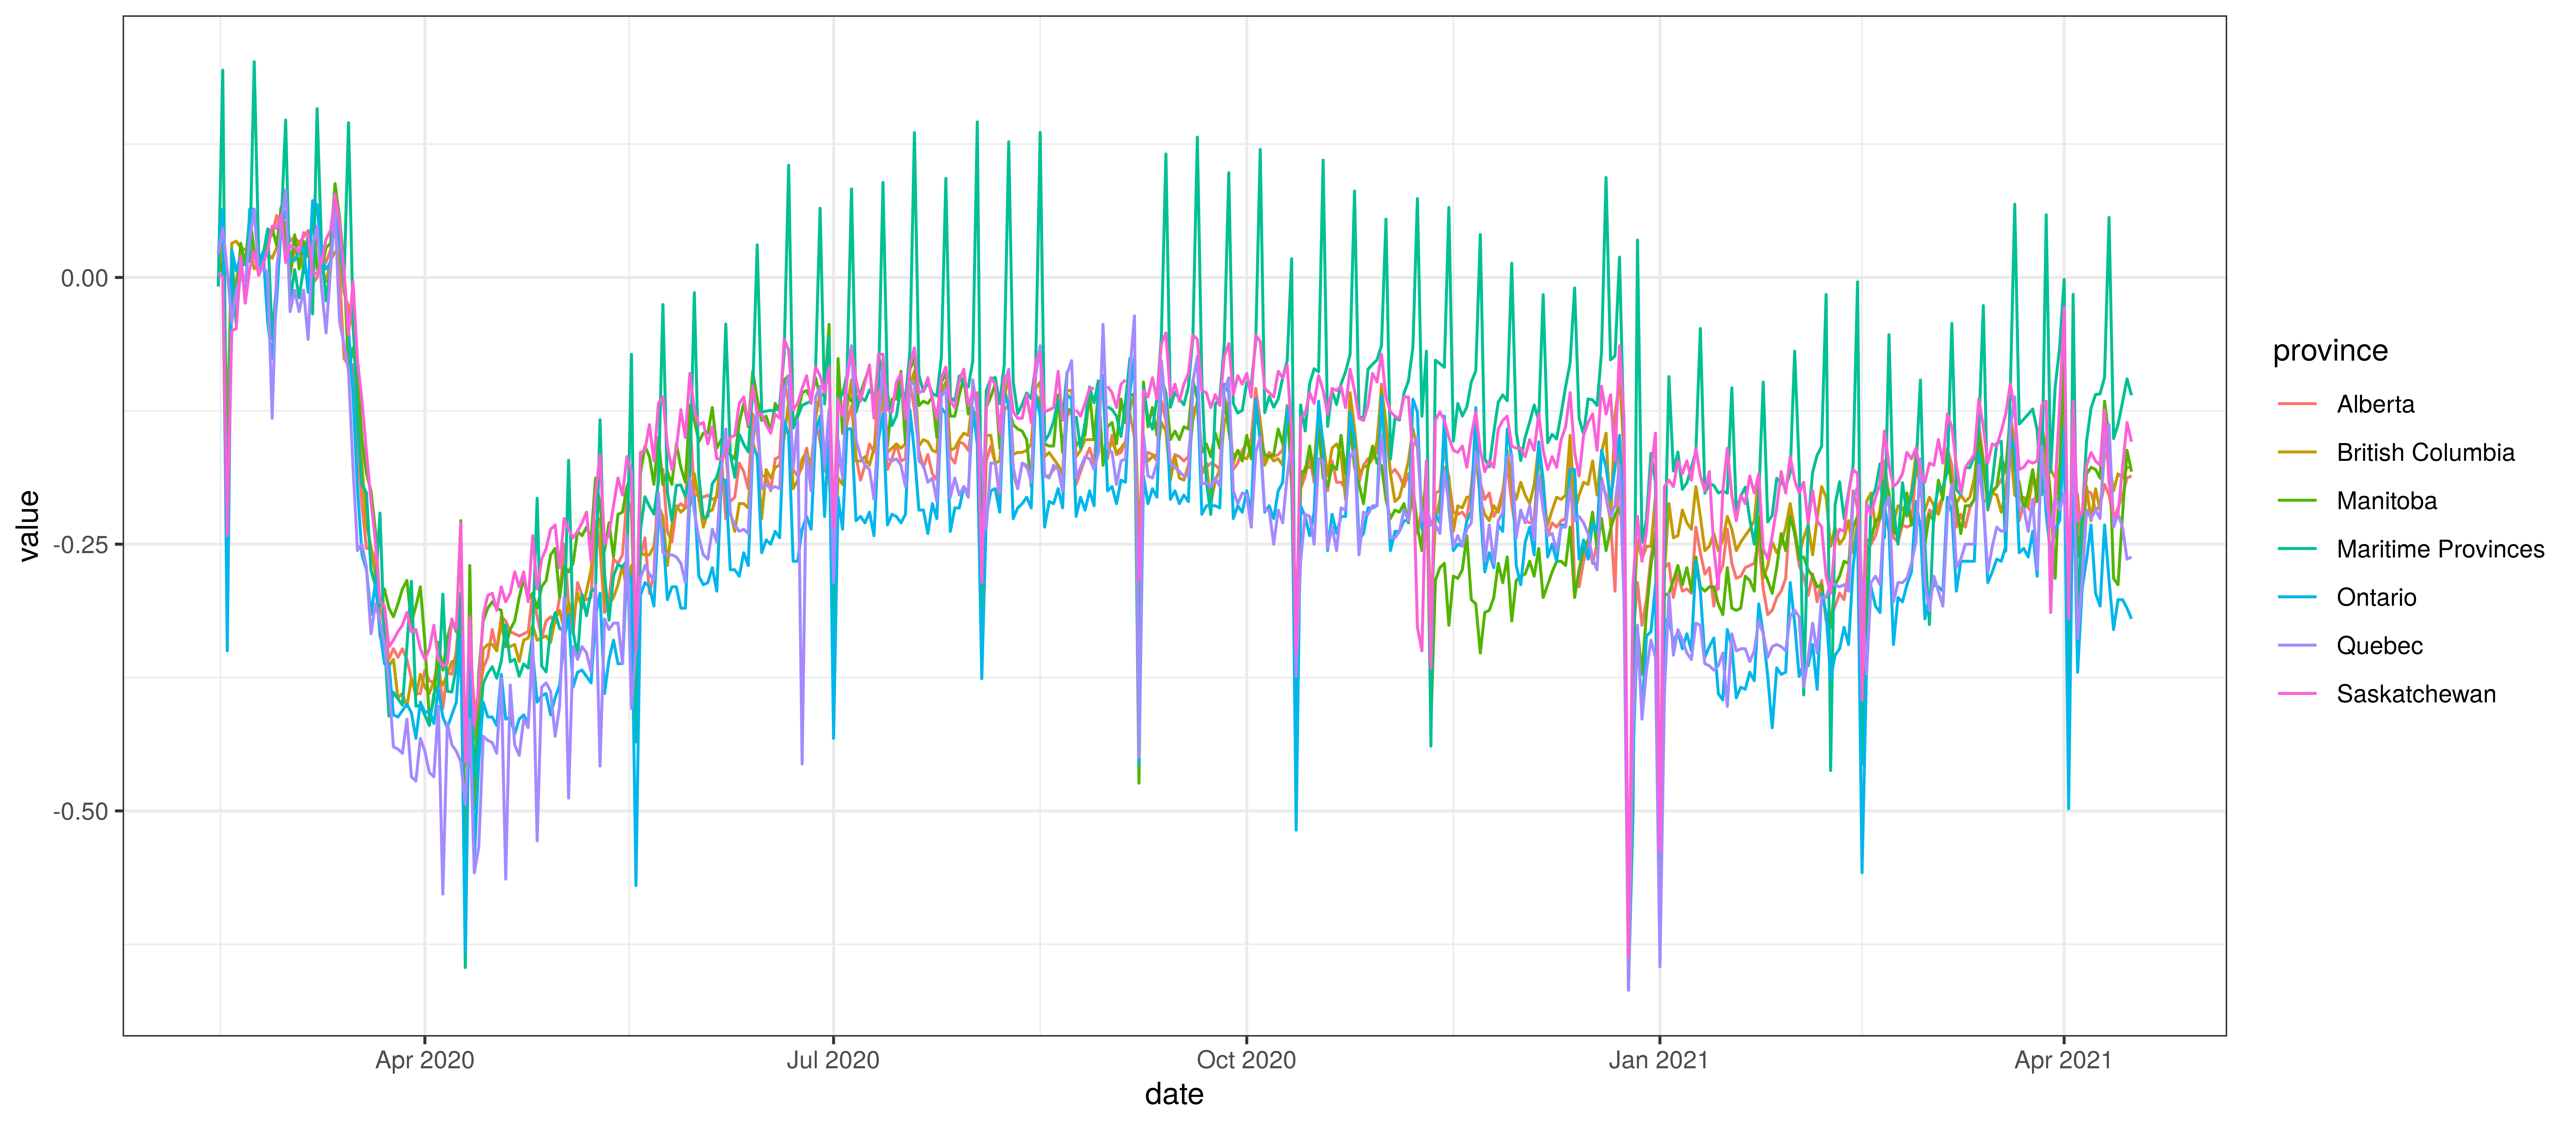 value
0.00
-0.25
-0.50
Apr 2020
Jul 2020
Oct 2020
Jan 2021
Apr 2021
date
province
Alberta
British Columbia
Manitoba
Maritime Provinces
Ontario
Quebec
Saskatchewan